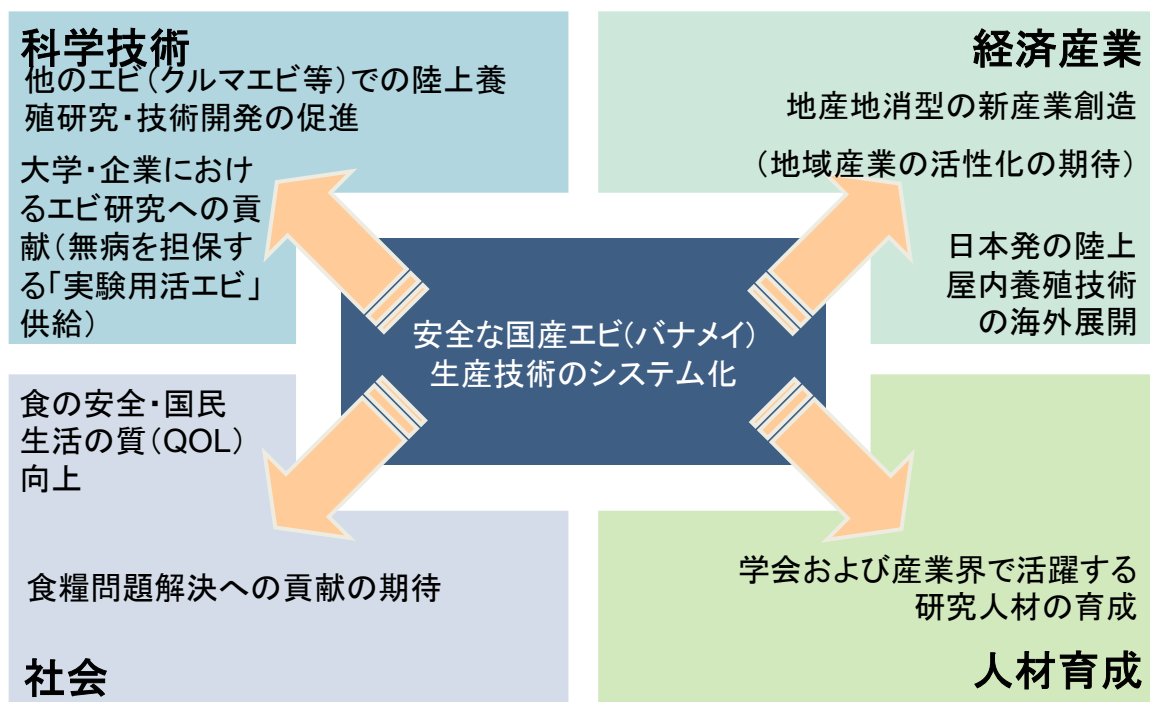 科学技術
他のエビ（クルマエビ等）での陸上養
殖研究・技術開発の促進
大学・企業におけ
るエビ研究への貢
献（無病を担保す
る「実験用活エビ」
供給）
経済産業
地産地消型の新産業創造
（地域産業の活性化の期待）
日本発の陸上
屋内養殖技術
の海外展開
安全な国産エビ(バナメイ)
生産技術のシステム化
食の安全・国民
生活の質（QOL）
向上
食糧問題解決への貢献の期待
社会
学会および産業界で活躍する
研究人材の育成
人材育成